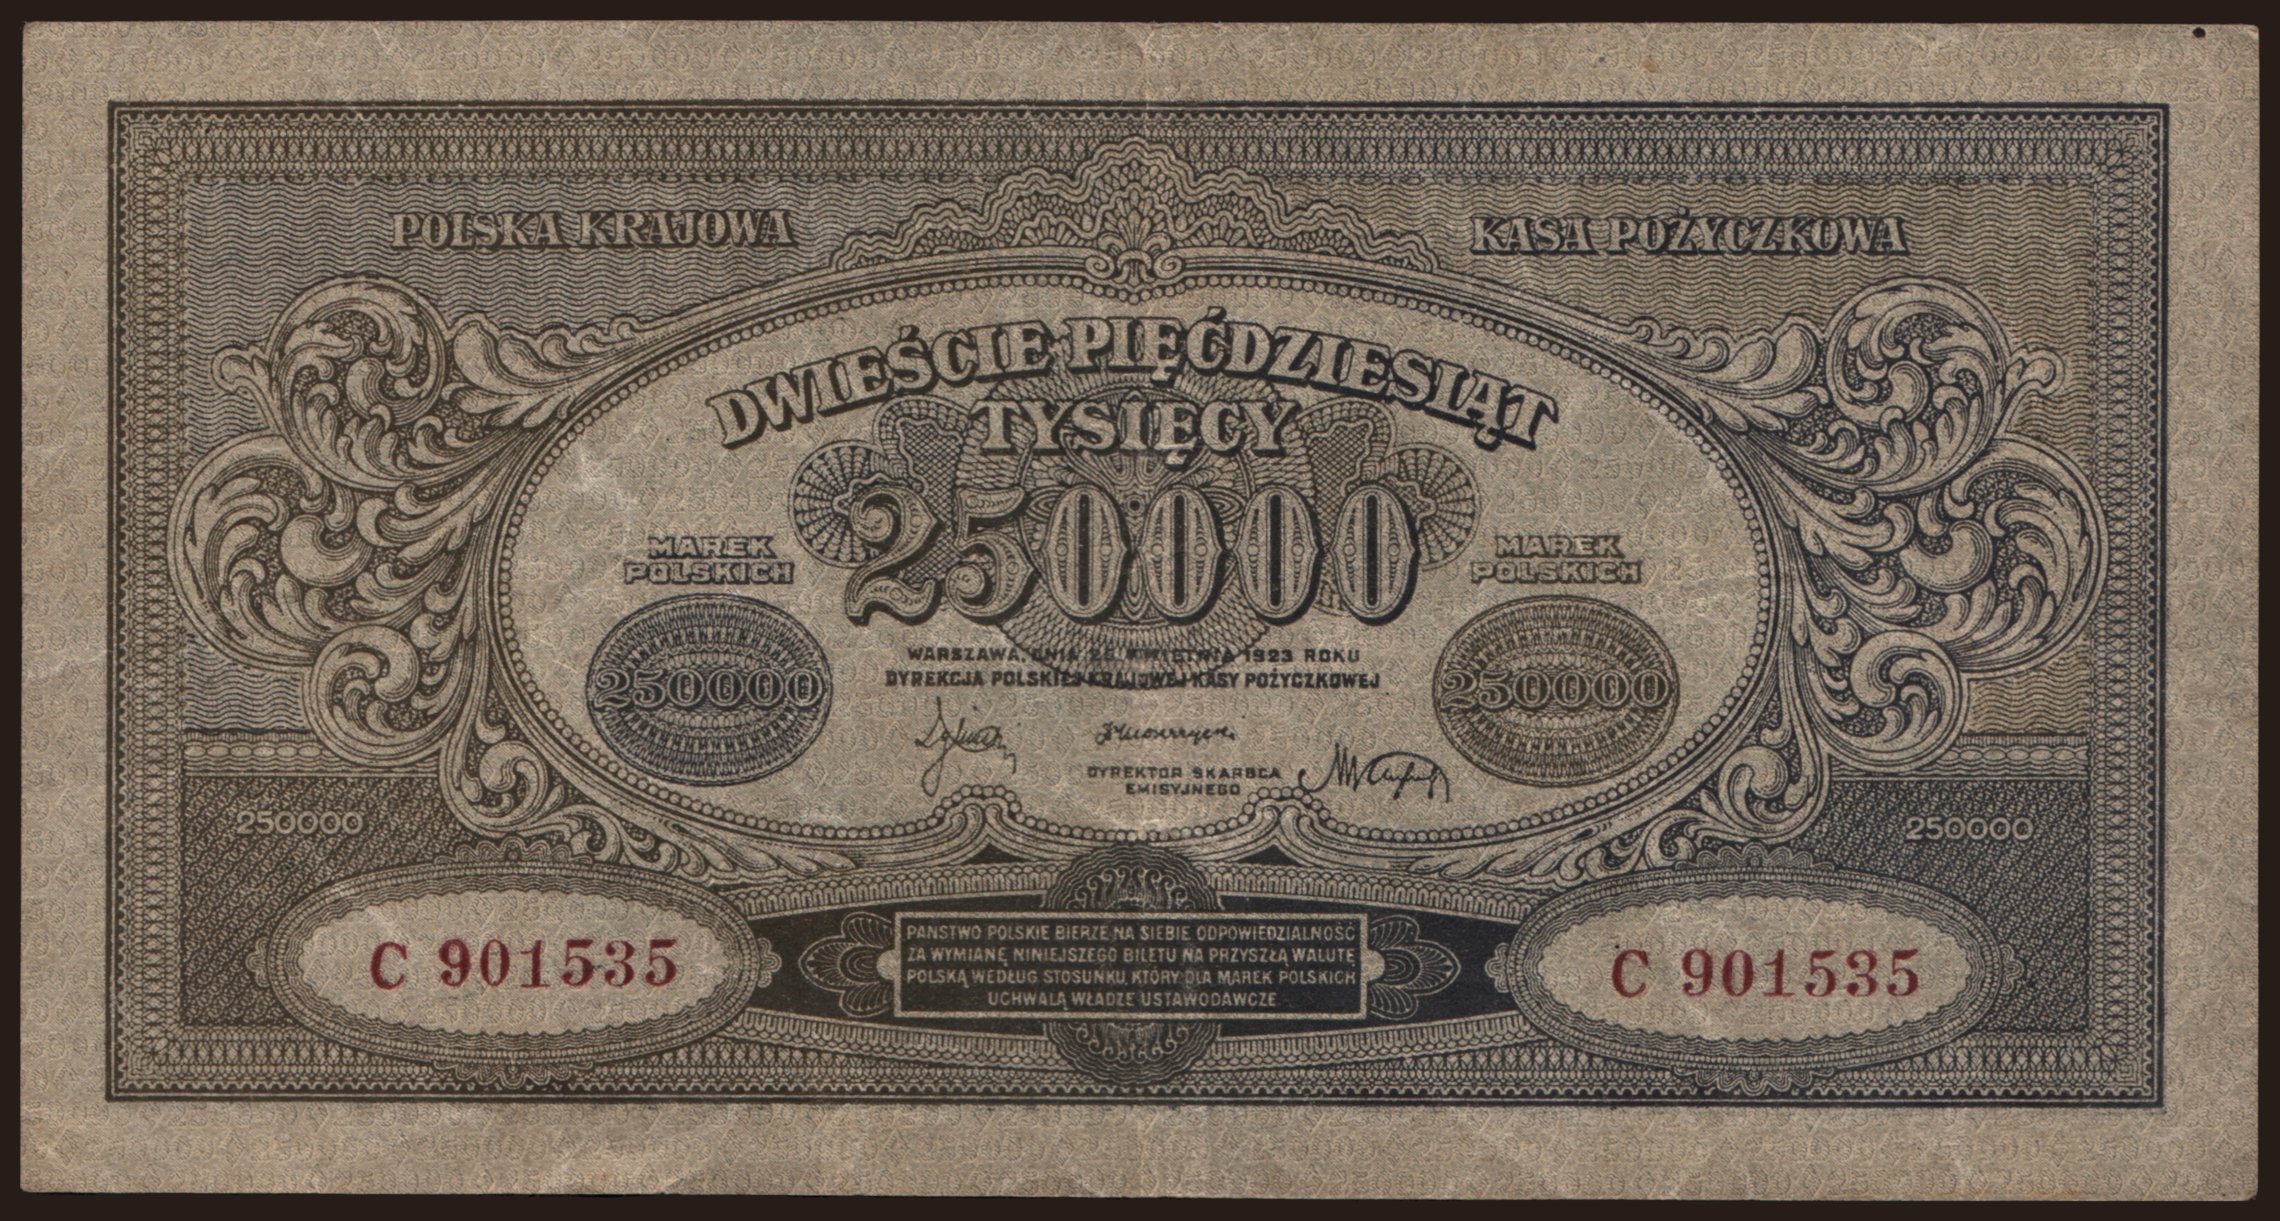 POLSKA KRAJOWA
KASA POŻYCZKOWA
DWIEŚCIE PIĘĆDZIESIĄT
TYSIĘCY
250000
MAREK
POLSKICH
MAREK
POLSKICH
250000
250000
WARSZAWA, DNIA 25 KWIETNIA 1923 ROKU
DYREKCJA POLSKIEJ KRAJOWEJ KASY POŻYCZKOWEJ
DYREKTOR SKARBCA
EMISYJNEGO
250000
250000
C 901535
C 901535
PAŃSTWO POLSKIE BIERZE NA SIEBIE ODPOWIEDZIALNOŚĆ
ZA WYMIANĘ NINIEJSZEGO BILETU NA PRZYSZŁĄ WALUTĘ
POLSKĄ WEDŁUG STOSUNKU, KTÓRY DLA MAREK POLSKICH
UCHWALĄ WŁADZE USTAWODAWCZE.